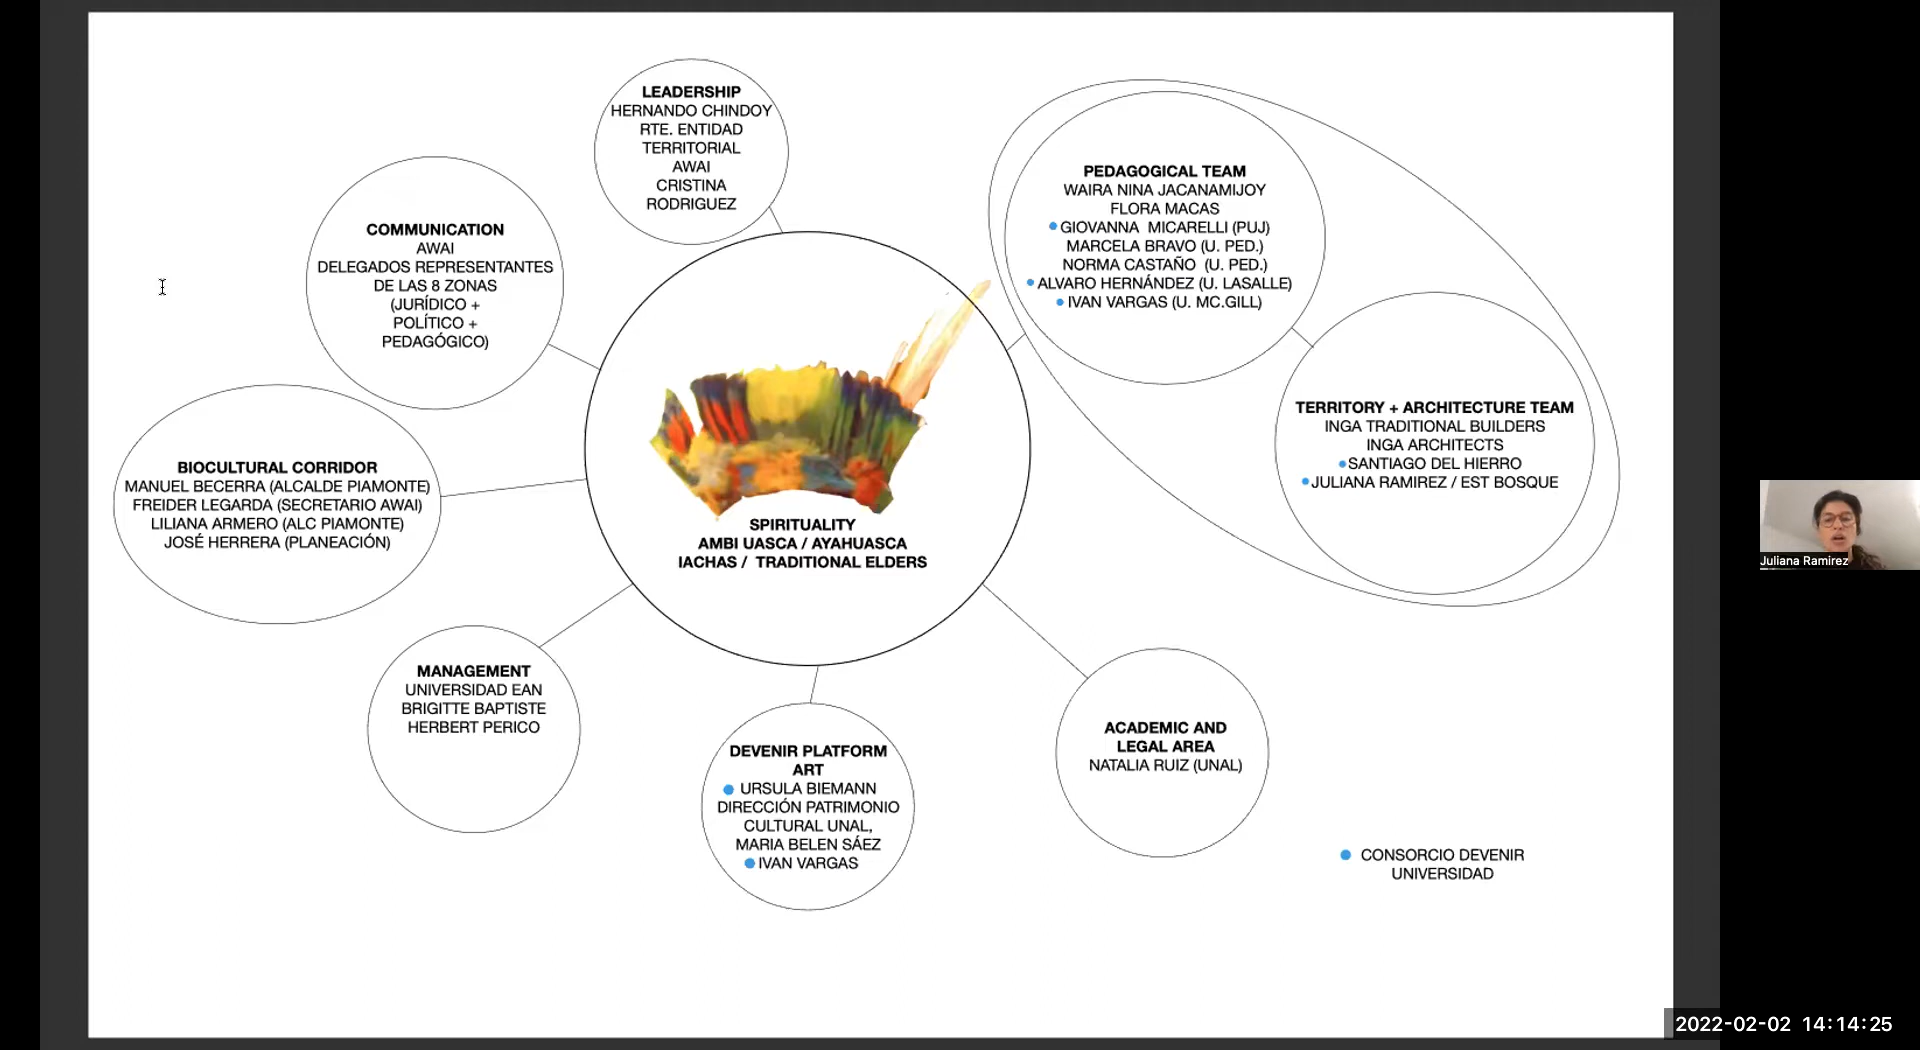 LEADERSHIP
HERNANDO CHINDOY
RTE. ENTIDAD
TERRITORIAL
AWAI
CRISTINA
RODRIGUEZ
COMMUNICATION
AWAI
DELEGADOS REPRESENTANTES
DE LAS 8 ZONAS
(JURÍDICO +
POLÍTICO +
PEDAGÓGICO)
PEDAGOGICAL TEAM
WAIRA NINA JACANAMIJOY
FLORA MACAS
GIOVANNA MICARELLI (PUJ)
MARCELA BRAVO (U. PED.)
NORMA CASTAÑO (U. PED.)
ALVARO HERNÁNDEZ (U. LASALLE)
IVAN VARGAS (U. MC.GILL)
TERRITORY + ARCHITECTURE TEAM
INGA TRADITIONAL BUILDERS
INGA ARCHITECTS
SANTIAGO DEL HIERRO
JULIANA RAMIREZ / EST BOSQUE
BIOCULTURAL CORRIDOR
MANUEL BECERRA (ALCALDE PIAMONTE)
FREIDER LEGARDA (SECRETARIO AWAI)
LILIANA ARMERO (ALC PIAMONTE)
JOSÉ HERRERA (PLANEACIÓN)
SPIRITUALITY
AMBI UASCA / AYAHUASCA
IACHAS / TRADITIONAL ELDERS
MANAGEMENT
UNIVERSIDAD EAN
BRIGITTE BAPTISTE
HERBERT PERICO
DEVENIR PLATFORM
ART
URSULA BIEMANN
DIRECCIÓN PATRIMONIO
CULTURAL UNAL,
MARIA BELEN SÁEZ
IVAN VARGAS
ACADEMIC AND
LEGAL AREA
NATALIA RUIZ (UNAL)
CONSORCIO DEVENIR
UNIVERSIDAD
Juliana Ramirez
2022-02-02 14:14:25